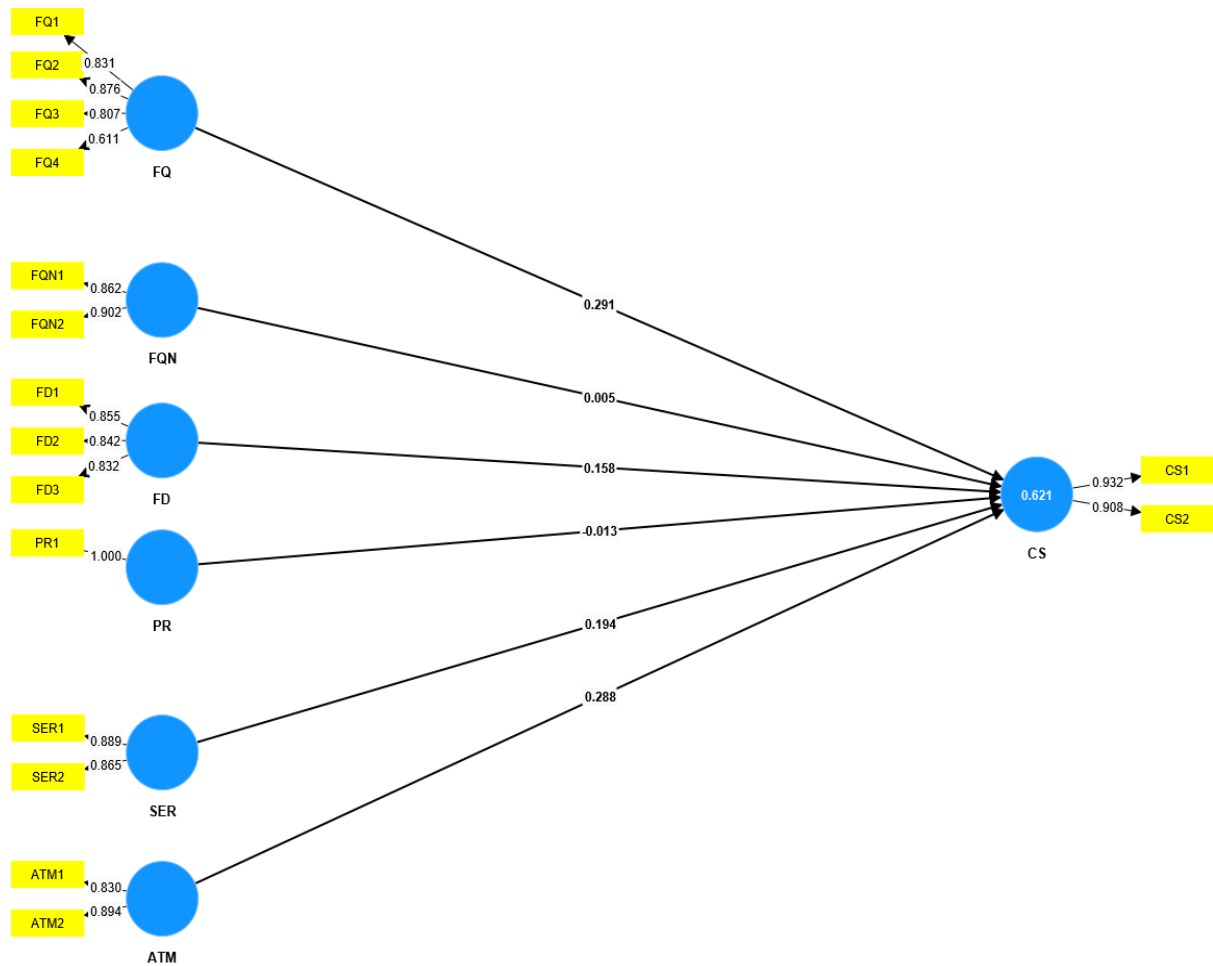 FQ1
0.831
FQ2
0.876
FQ3
0.807
0.611
FQ4
FQ
0.291
FQN1
0.862
FQN2
0.902
FQN
0.005
FD1
0.855
FD2
0.842
0.832
FD3
FD
0.158
PR1
1.000
PR
-0.013
0.621
CS
0.932
CS1
0.908
CS2
0.194
SER1
0.889
SER2
0.865
SER
0.288
ATM1
0.830
ATM2
0.894
ATM